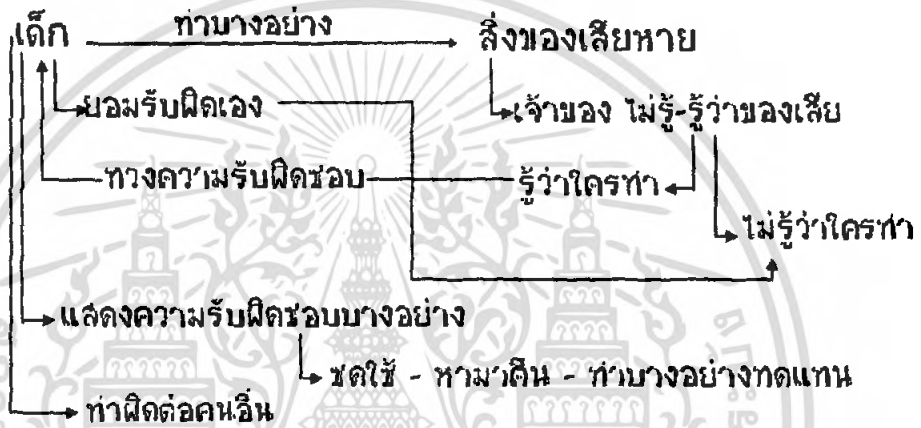 เด็ก ทำบางอย่าง สิ่งของเสียหาย
ยอมรับผิดเอง เจ้าของ ไม่รู้-รู้ว่าของเสีย
ทวงความรับผิดชอบ รู้ว่าใครทำ
ไม่รู้ว่าใครทำ
แสดงความรับผิดชอบบางอย่าง
ชดใช้ - หามาคืน - ทำบางอย่างทดแทน
ทำผิดต่อคนอื่น